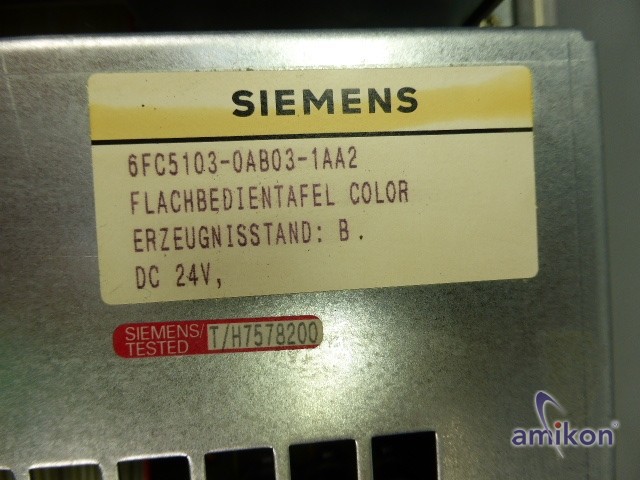 SIEMENS
6FC5103-0AB03-1AA2
FLACHBEDIENTAFEL COLOR
ERZEUGNISSTAND: B.
DC 24V,
SIEMENS/
TESTED
T/H7578200
amikon